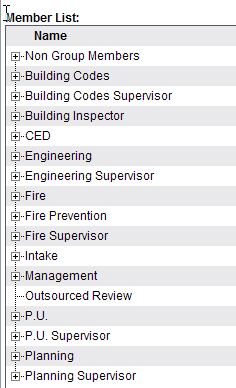 Member List:
Name
Non Group Members
Building Codes
Building Codes Supervisor
Building Inspector
CED
Engineering
Engineering Supervisor
Fire
Fire Prevention
Fire Supervisor
Intake
Management
Outsourced Review
P.U.
P.U. Supervisor
Planning
Planning Supervisor